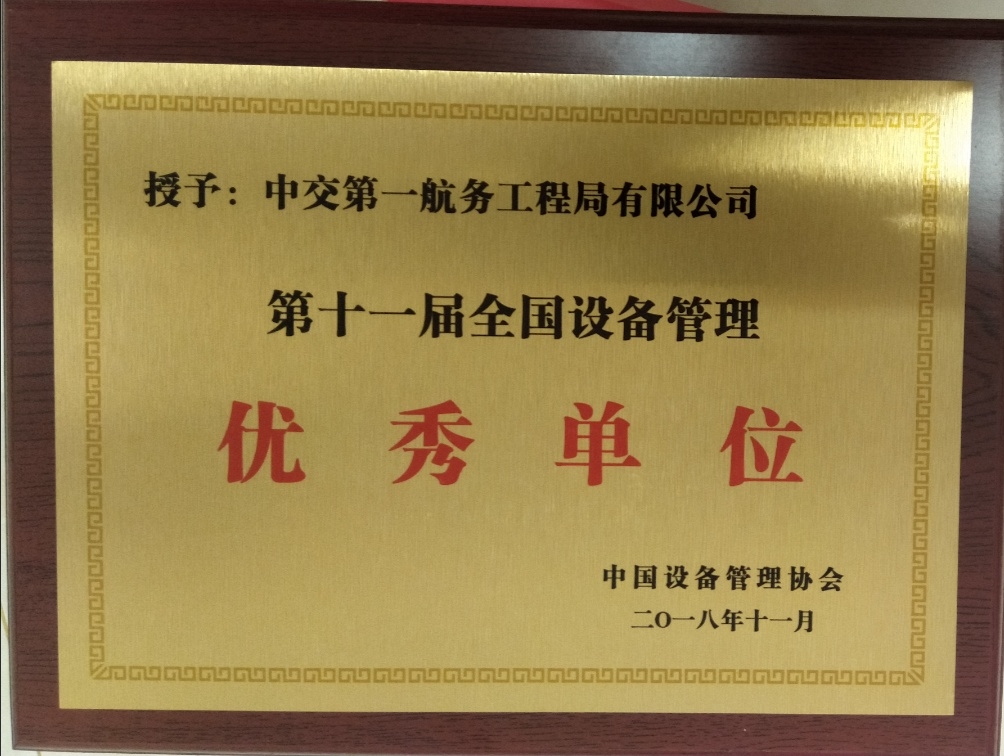 授予：中交第一航务工程局有限公司
第十一届全国设备管理
优秀单位
中国设备管理协会
二O一八年十一月